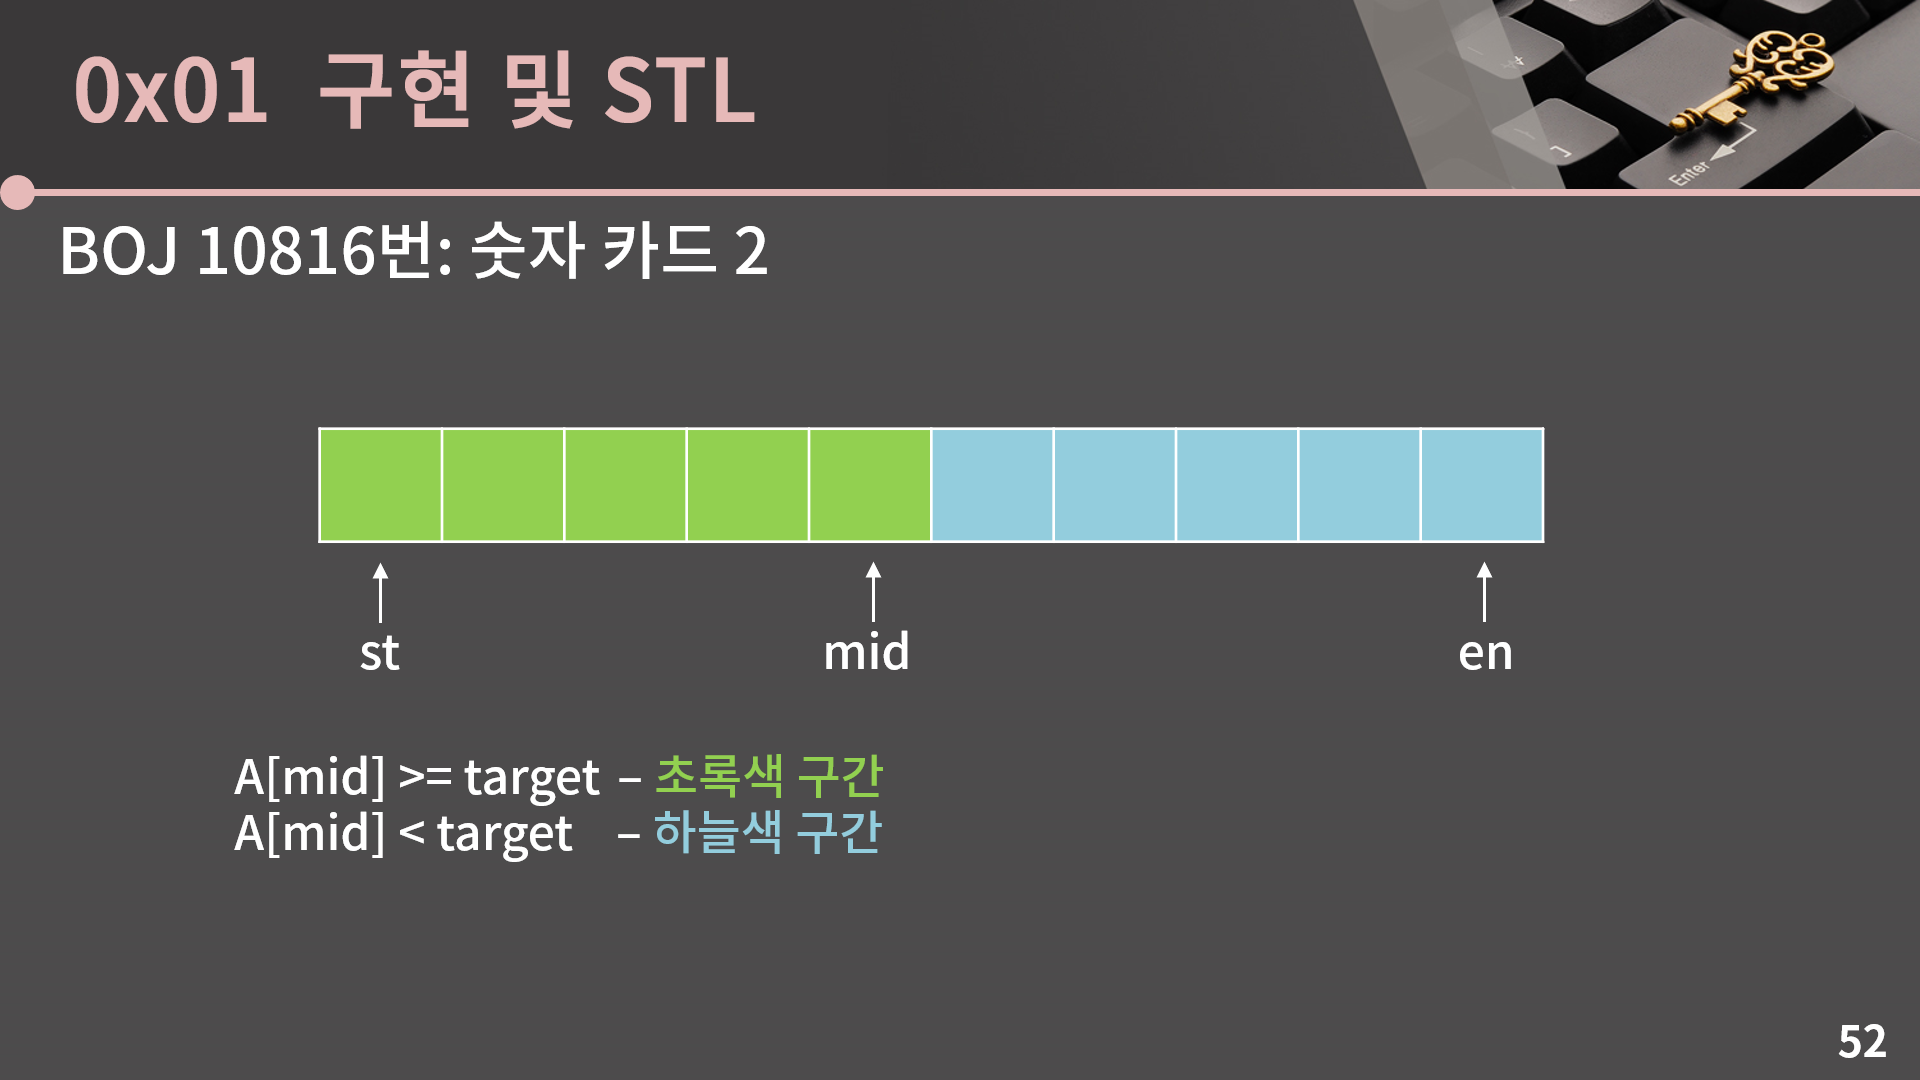 0x01 구현 및 STL
Enter
BOJ 10816번: 숫자 카드 2
st mid en
A[mid] >= target – 초록색 구간
A[mid] < target – 하늘색 구간
52